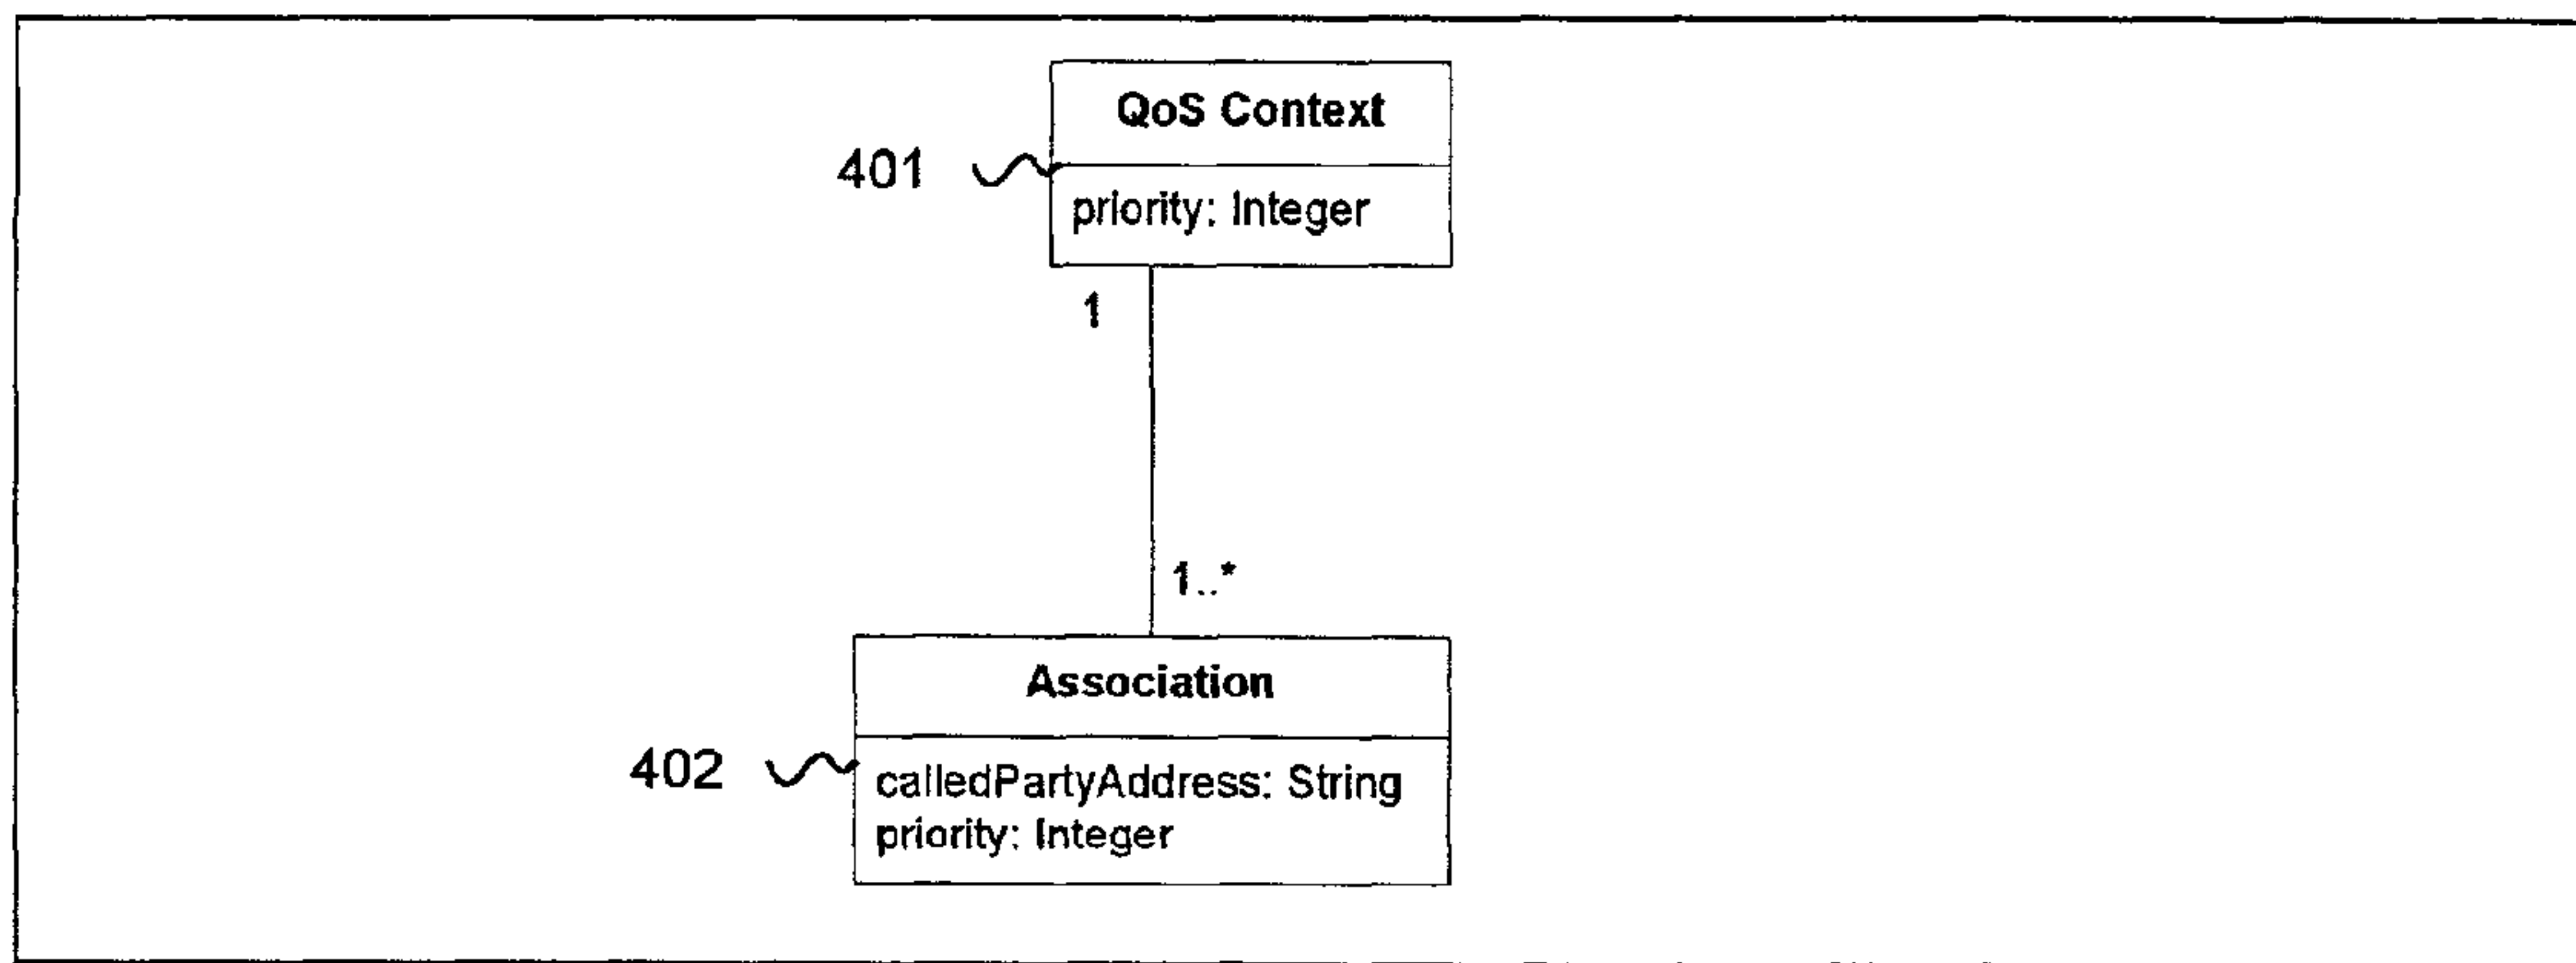 QoS Context
401
priority: Integer
1
1..*
Association
402
calledPartyAddress: String
priority: Integer